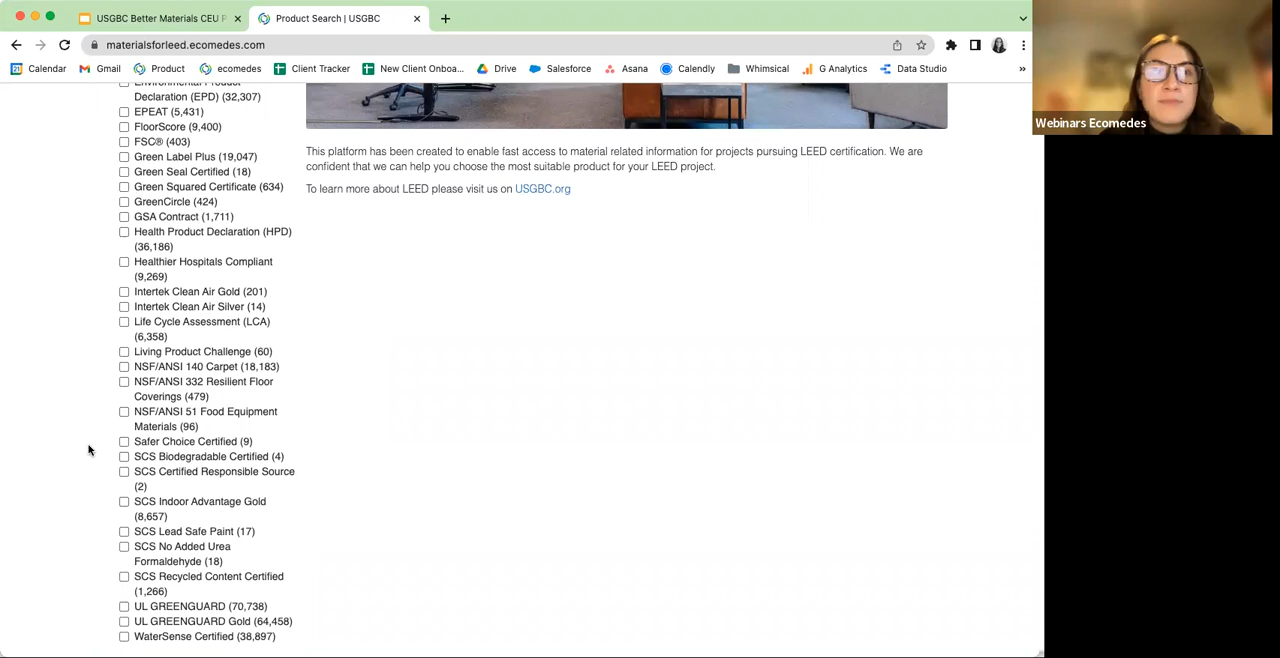 USGBC Better Materials CEU P
Product Search | USGBC
materialsforleed.ecomedes.com
Calendar
Gmail
Product
ecomedes
Client Tracker
New Client Onboa...
Drive
Salesforce
Asana
Calendly
Whimsical
G Analytics
Data Studio
»
Environmental Product
Declaration (EPD) (32,307)
EPEAT (5,431)
FloorScore (9,400)
FSC® (403)
Green Label Plus (19,047)
Green Seal Certified (18)
Green Squared Certificate (634)
GreenCircle (424)
GSA Contract (1,711)
Health Product Declaration (HPD)
(36,186)
Healthier Hospitals Compliant
(9,269)
Intertek Clean Air Gold (201)
Intertek Clean Air Silver (14)
Life Cycle Assessment (LCA)
(6,358)
Living Product Challenge (60)
NSF/ANSI 140 Carpet (18,183)
NSF/ANSI 332 Resilient Floor
Coverings (479)
NSF/ANSI 51 Food Equipment
Materials (96)
Safer Choice Certified (9)
SCS Biodegradable Certified (4)
SCS Certified Responsible Source
(2)
SCS Indoor Advantage Gold
(8,657)
SCS Lead Safe Paint (17)
SCS No Added Urea
Formaldehyde (18)
SCS Recycled Content Certified
(1,266)
UL GREENGUARD (70,738)
UL GREENGUARD Gold (64,458)
WaterSense Certified (38,897)
This platform has been created to enable fast access to material related information for projects pursuing LEED certification. We are
confident that we can help you choose the most suitable product for your LEED project.
To learn more about LEED please visit us on USGBC.org
Webinars Ecomedes